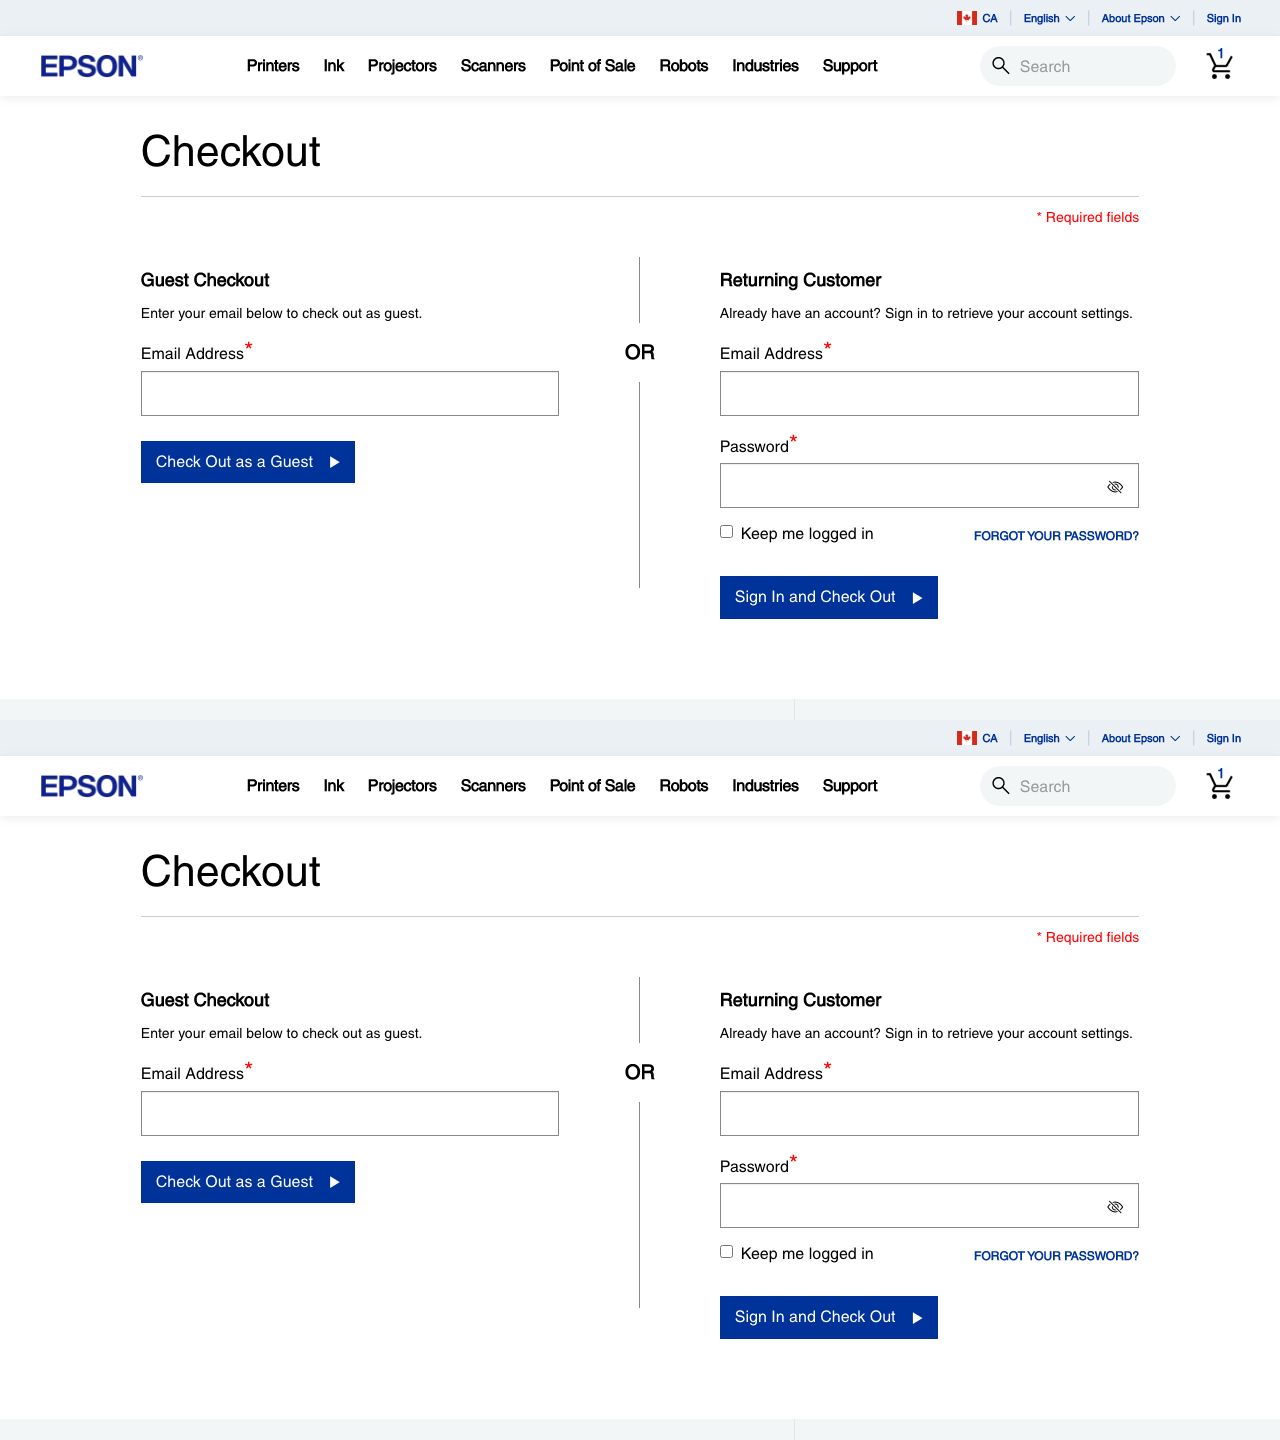 CA English About Epson Sign In
EPSON® Printers Ink Projectors Scanners Point of Sale Robots Industries Support Search 1
Checkout
* Required fields
Guest Checkout
Enter your email below to check out as guest.
Email Address*
Check Out as a Guest
OR
Returning Customer
Already have an account? Sign in to retrieve your account settings.
Email Address*
Password*
Keep me logged in FORGOT YOUR PASSWORD?
Sign In and Check Out
CA English About Epson Sign In
EPSON® Printers Ink Projectors Scanners Point of Sale Robots Industries Support Search 1
Checkout
* Required fields
Guest Checkout
Enter your email below to check out as guest.
Email Address*
Check Out as a Guest
OR
Returning Customer
Already have an account? Sign in to retrieve your account settings.
Email Address*
Password*
Keep me logged in FORGOT YOUR PASSWORD?
Sign In and Check Out